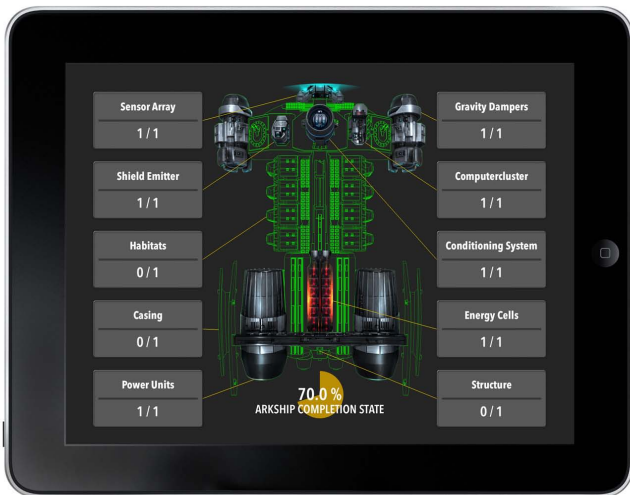 Sensor Array
1 / 1
Shield Emitter
1 / 1
Habitats
0 / 1
Casing
0 / 1
Power Units
1 / 1
Gravity Dampers
1 / 1
Computercluster
1 / 1
Conditioning System
1 / 1
Energy Cells
1 / 1
Structure
0 / 1
70.0 %
ARKSHIP COMPLETION STATE